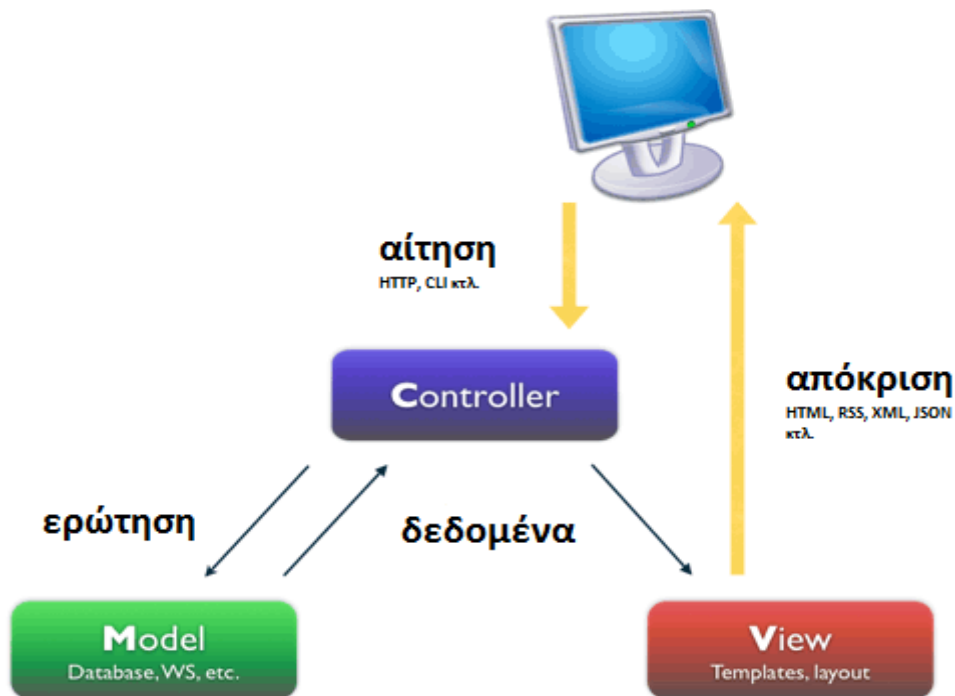 αίτηση
HTTP, CLI κτλ.
Controller
απόκριση
HTML, RSS, XML, JSON
κτλ.
ερώτηση
δεδομένα
Model
Database, WS, etc.
View
Templates, layout